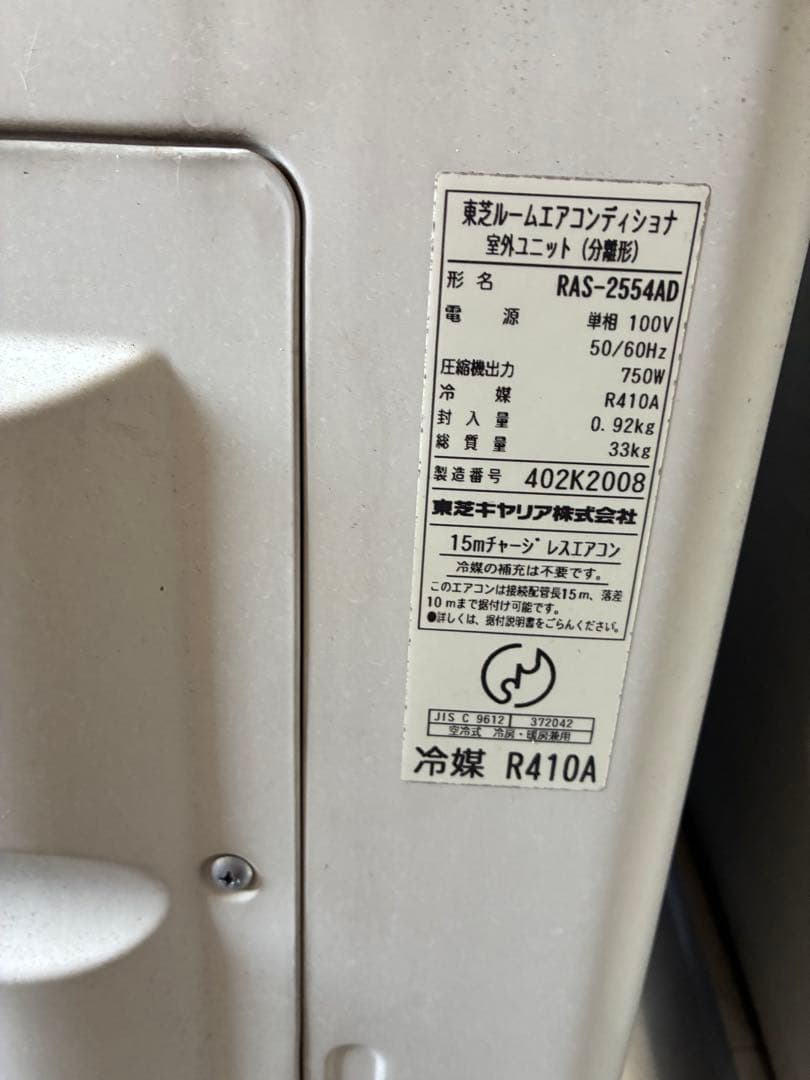 東芝ルームエアコンディショナ
室外ユニット(分離形)
形名 RAS-2554AD
電源 単相 100V
50/60Hz
圧縮機出力 750W
冷媒 R410A
封入量 0.92kg
総質量 33kg
製造番号 402K2008
東芝キヤリア株式会社
15mチャージレスエアコン
冷媒の補充は不要です。
このエアコンは接続配管長15m、落差
10mまで据付け可能です。
●詳しくは、据付説明書をごらんください。
JIS C 9612 372042
空冷式 冷房・暖房兼用
冷媒 R410A